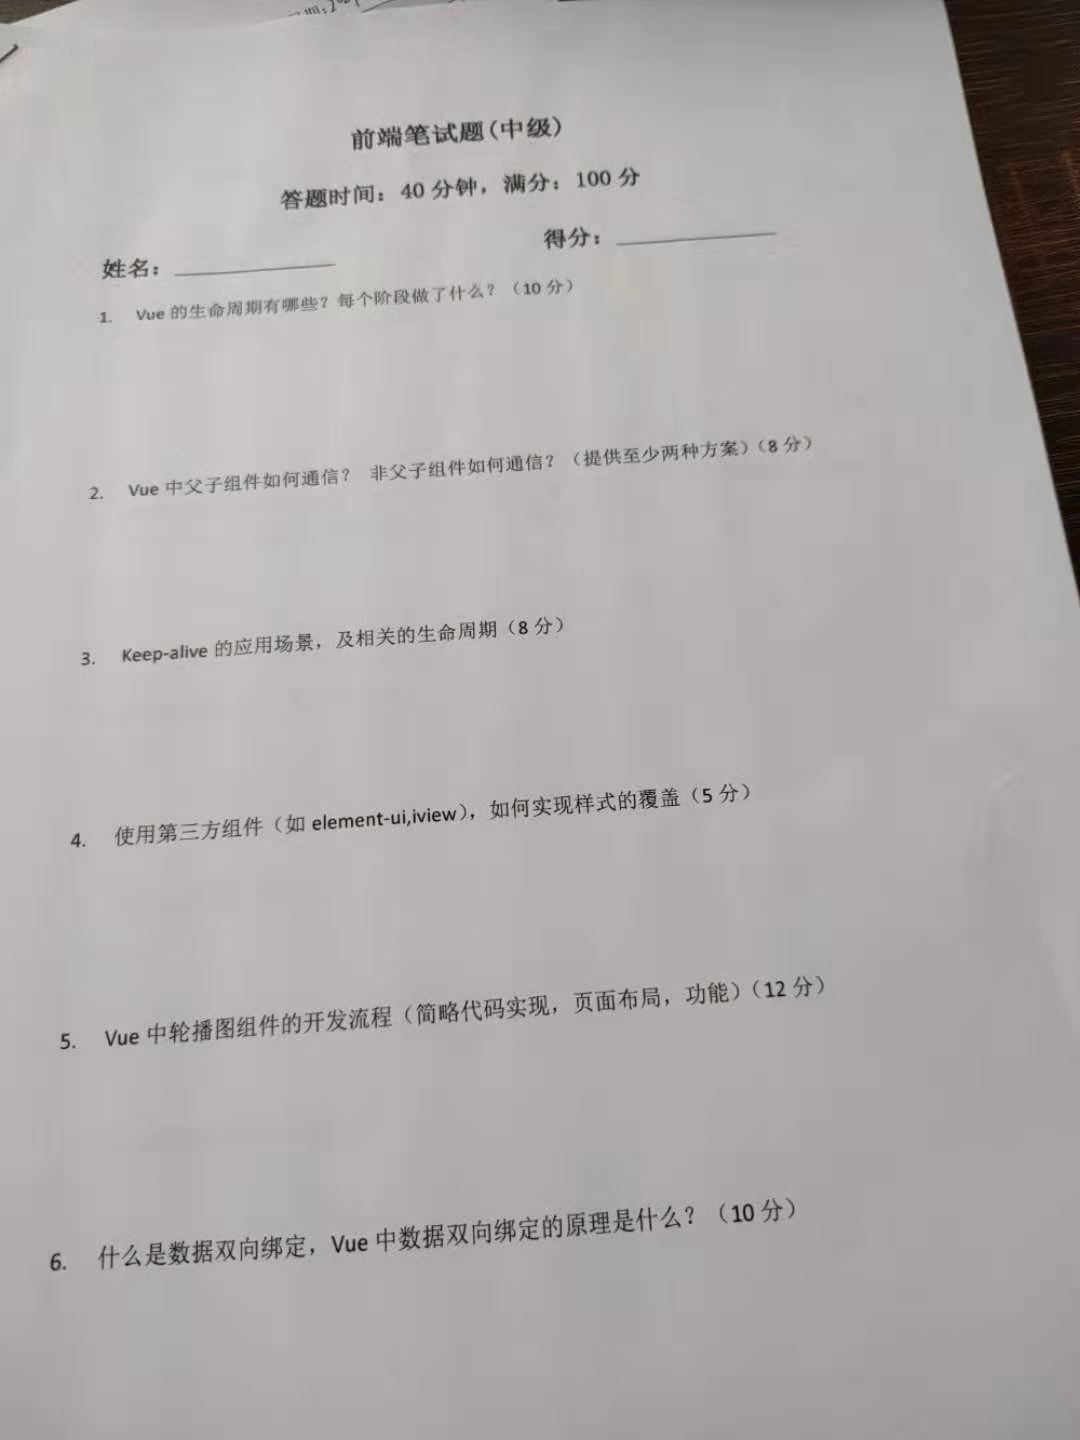 前端笔试题(中级)
答题时间：40 分钟，满分：100 分
姓名：
得分：
1. Vue 的生命周期有哪些？每个阶段做了什么？（10 分）
2. Vue 中父子组件如何通信？ 非父子组件如何通信？（提供至少两种方案）（8 分）
3. Keep-alive 的应用场景，及相关的生命周期（8 分）
4. 使用第三方组件（如 element-ui,iview），如何实现样式的覆盖（5 分）
5. Vue 中轮播图组件的开发流程（简略代码实现，页面布局，功能）（12 分）
6. 什么是数据双向绑定，Vue 中数据双向绑定的原理是什么？（10 分）